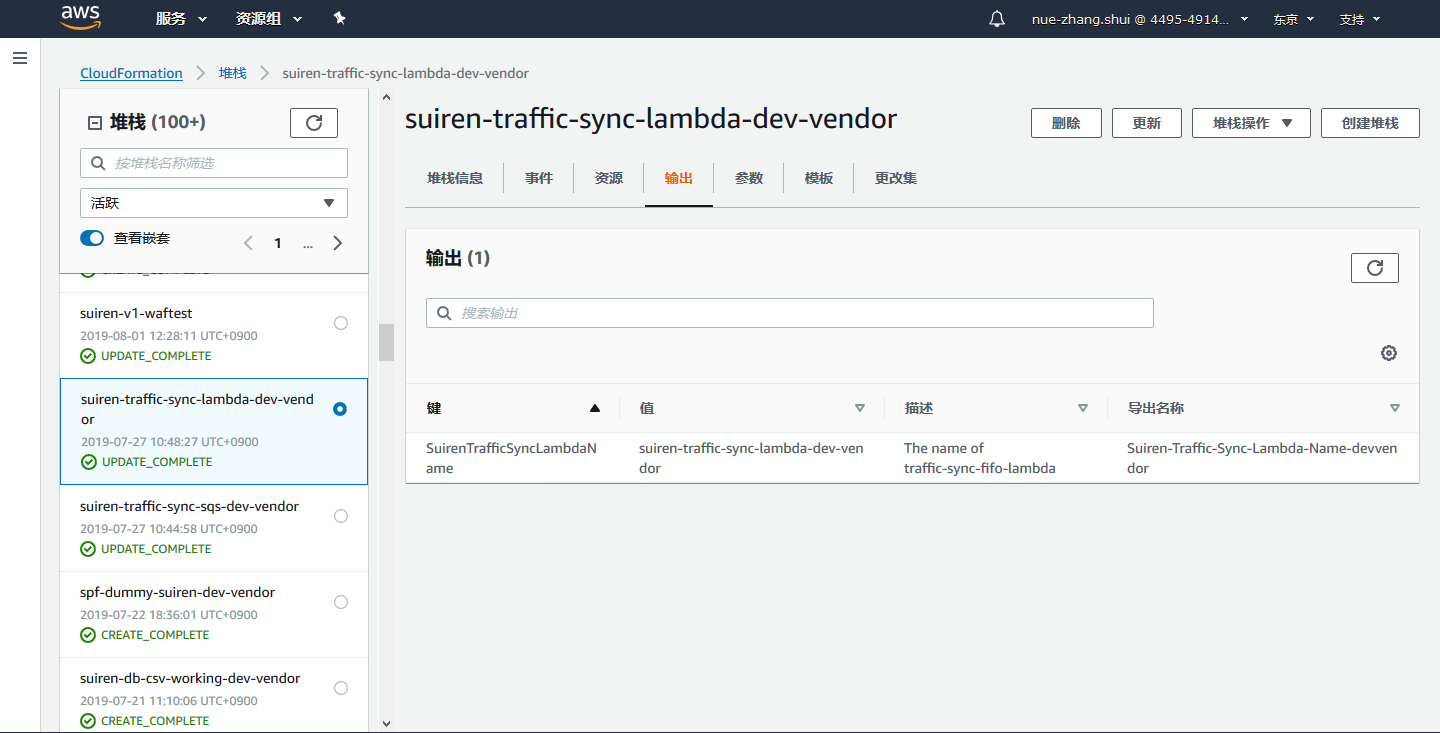 aws
服务
资源组
nue-zhang.shui @ 4495-4914...
东京
支持
CloudFormation
堆栈
suiren-traffic-sync-lambda-dev-vendor
堆栈 (100+)
按堆栈名称筛选
活跃
查看嵌套
1
...
suiren-v1-waftest
2019-08-01 12:28:11 UTC+0900
UPDATE_COMPLETE
suiren-traffic-sync-lambda-dev-vend
or
2019-07-27 10:48:27 UTC+0900
UPDATE_COMPLETE
suiren-traffic-sync-sqs-dev-vendor
2019-07-27 10:44:58 UTC+0900
UPDATE_COMPLETE
spf-dummy-suiren-dev-vendor
2019-07-22 18:36:01 UTC+0900
CREATE_COMPLETE
suiren-db-csv-working-dev-vendor
2019-07-21 11:10:06 UTC+0900
CREATE_COMPLETE
suiren-traffic-sync-lambda-dev-vendor
删除
更新
堆栈操作
创建堆栈
堆栈信息
事件
资源
输出
参数
模板
更改集
输出 (1)
搜索输出
键
值
描述
导出名称
SuirenTrafficSyncLambdaN
ame
suiren-traffic-sync-lambda-dev-ven
dor
The name of
traffic-sync-fifo-lambda
Suiren-Traffic-Sync-Lambda-Name-devven
dor